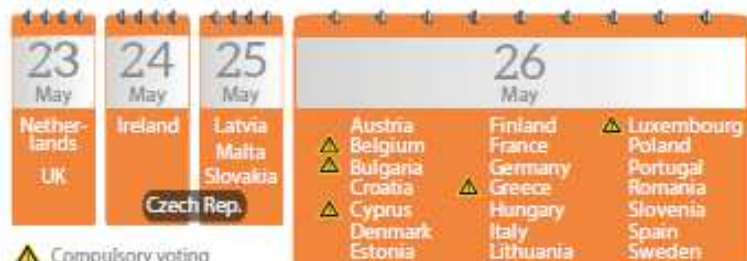 23
May
Nether-
lands
UK
24
May
Ireland
25
May
Latvia
Malta
Slovakia
Czech Rep.
26
May
Austria
Belgium
Bulgaria
Croatia
Cyprus
Denmark
Estonia
Finland
France
Germany
Greece
Hungary
Italy
Lithuania
Luxembourg
Poland
Portugal
Romania
Slovenia
Spain
Sweden
Compulsory voting